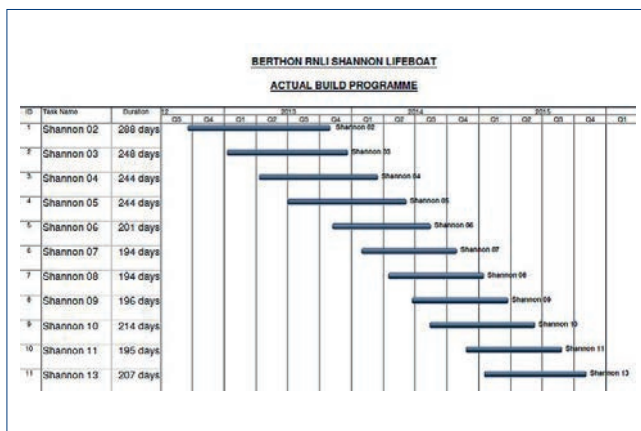 BERTHON RNLI SHANNON LIFEBOAT
ACTUAL BUILD PROGRAMME
ID Task Name Duration 12 2013 2014 2015
Q3 Q4 Q1 Q2 Q3 Q4 Q1 Q2 Q3 Q4 Q1 Q2 Q3 Q4 Q1
1 Shannon 02 288 days Shannon 02
2 Shannon 03 248 days Shannon 03
3 Shannon 04 244 days Shannon 04
4 Shannon 05 244 days Shannon 05
5 Shannon 06 201 days Shannon 06
6 Shannon 07 194 days Shannon 07
7 Shannon 08 194 days Shannon 08
8 Shannon 09 196 days Shannon 09
9 Shannon 10 214 days Shannon 10
10 Shannon 11 195 days Shannon 11
11 Shannon 13 207 days Shannon 13